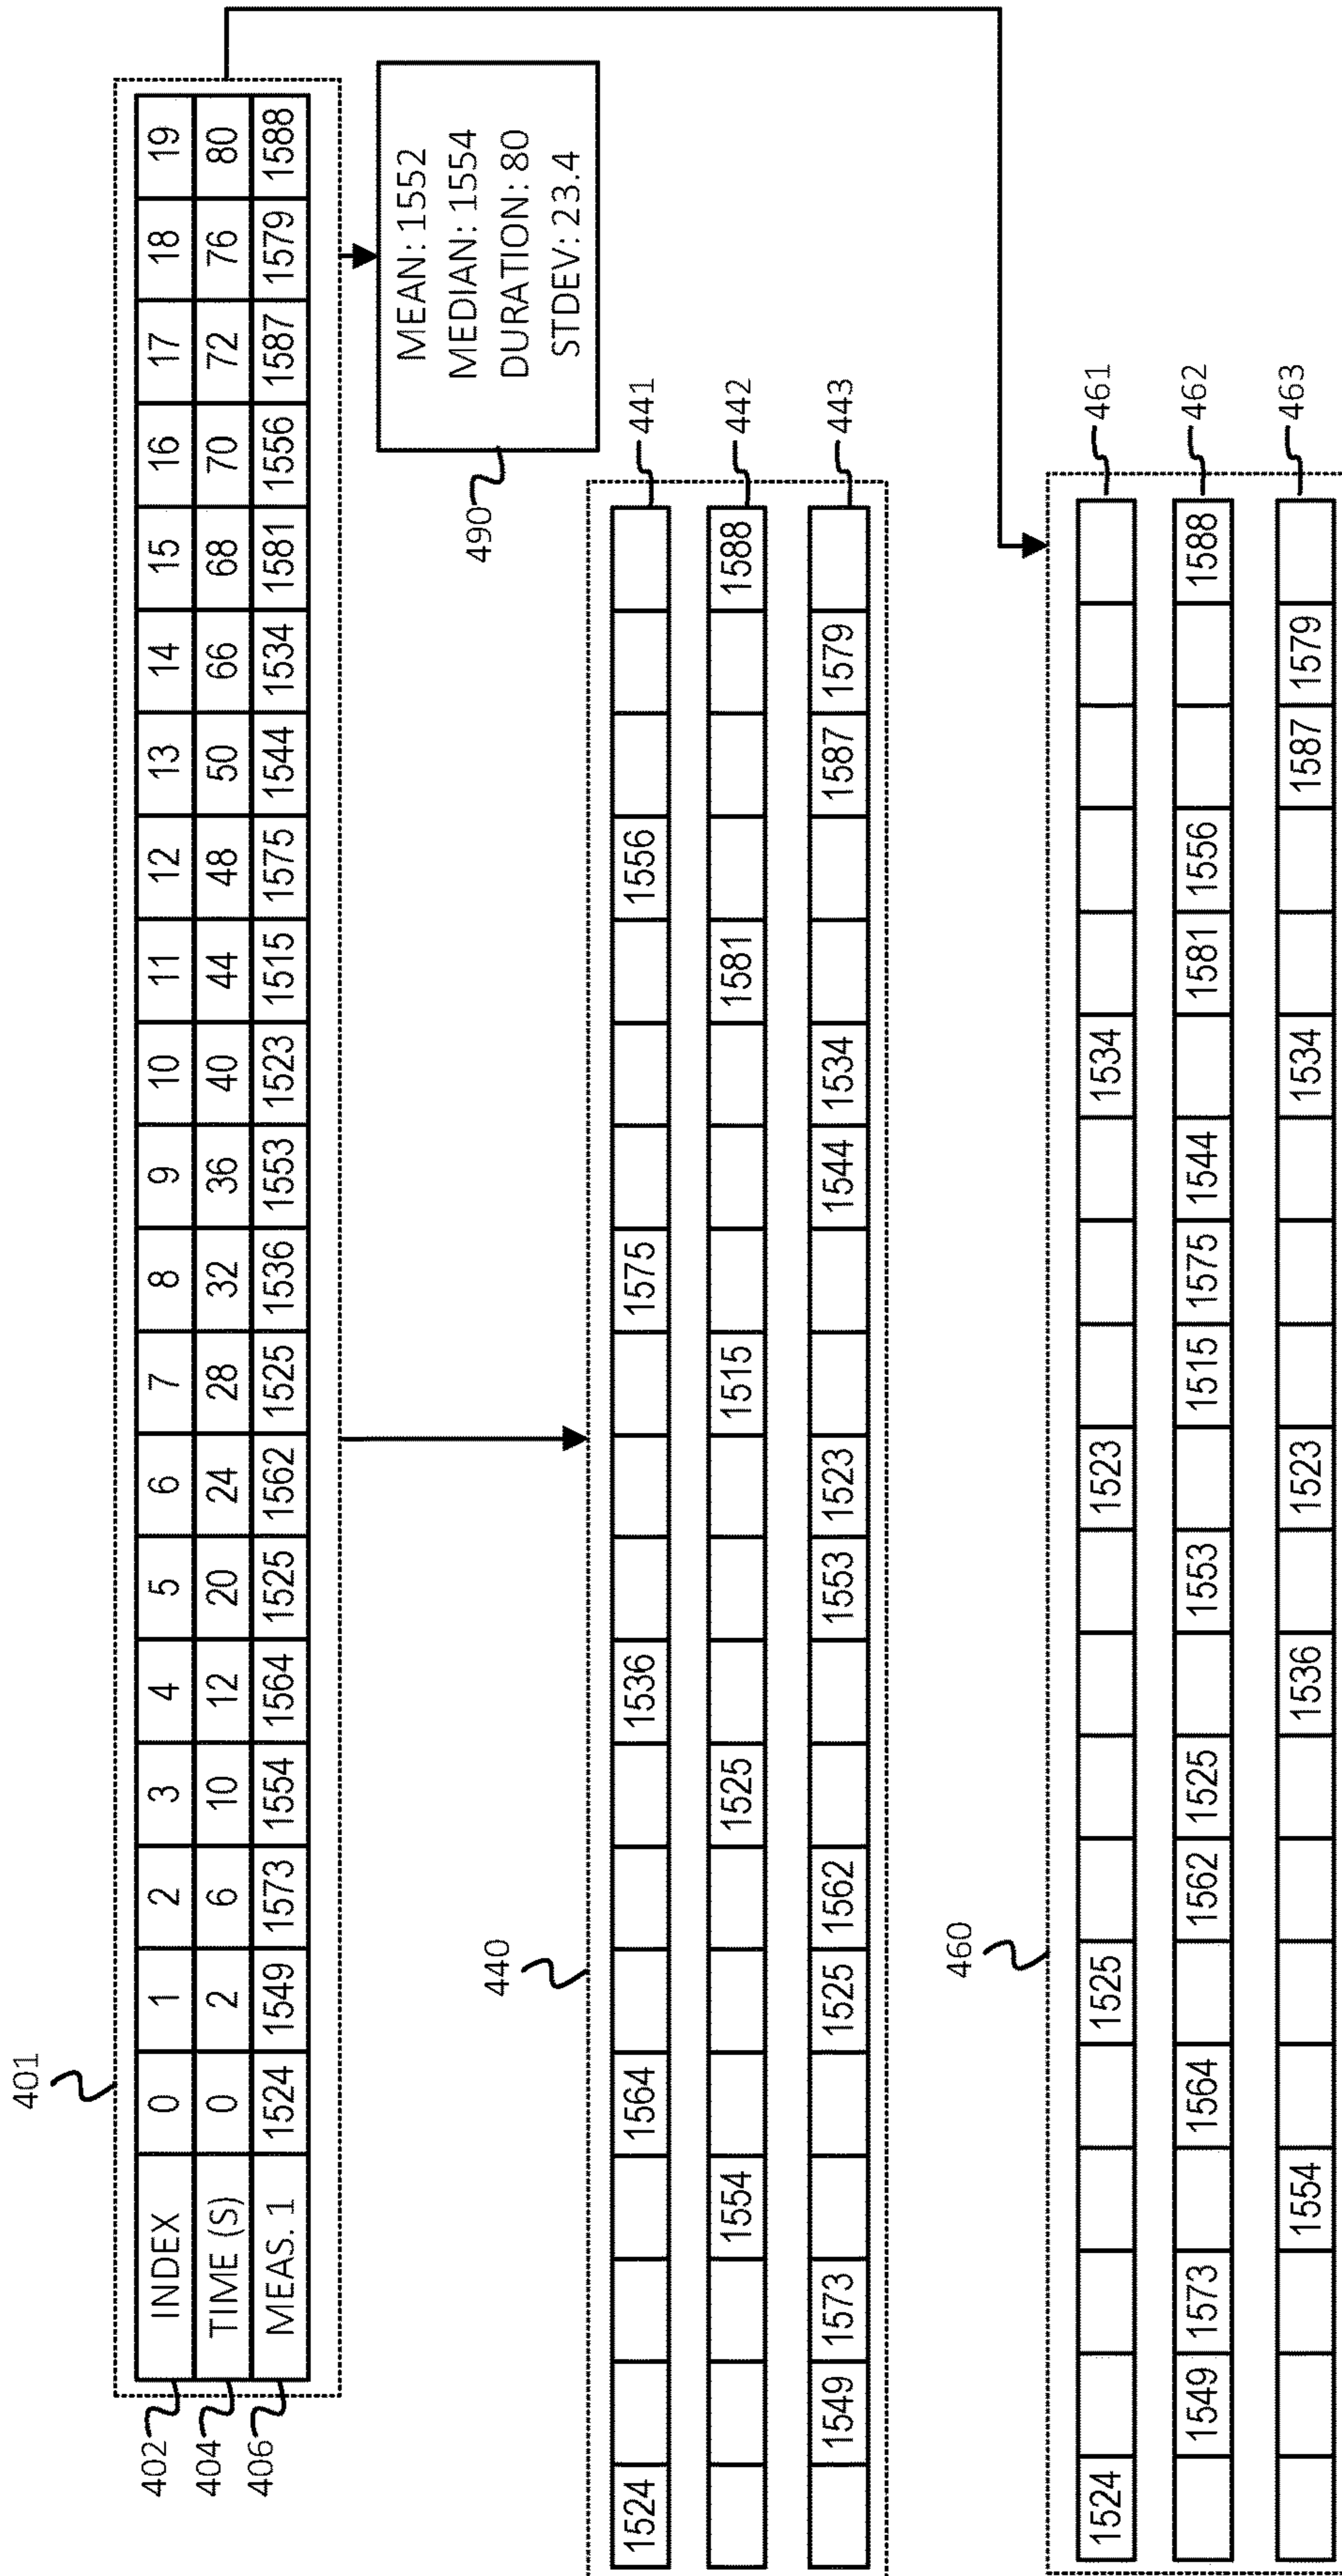 401
402
INDEX 0 1 2 3 4 5 6 7 8 9 10 11 12 13 14 15 16 17 18 19
404
TIME (S) 0 2 6 10 12 20 24 28 32 36 40 44 48 50 66 68 70 72 76 80
406
MEAS. 1 1524 1549 1573 1554 1564 1525 1562 1525 1536 1553 1523 1515 1575 1544 1534 1581 1556 1587 1579 1588
490
MEAN: 1552
MEDIAN: 1554
DURATION: 80
STDEV: 23.4
440
1524 1564 1536 1575 1556 441
1554 1525 1515 1581 1588 442
1549 1573 1525 1562 1553 1523 1544 1534 1587 1579 443
460
1524 1525 1523 1534 461
1549 1573 1564 1562 1525 1553 1515 1575 1544 1581 1556 1588 462
1554 1536 1523 1534 1587 1579 463